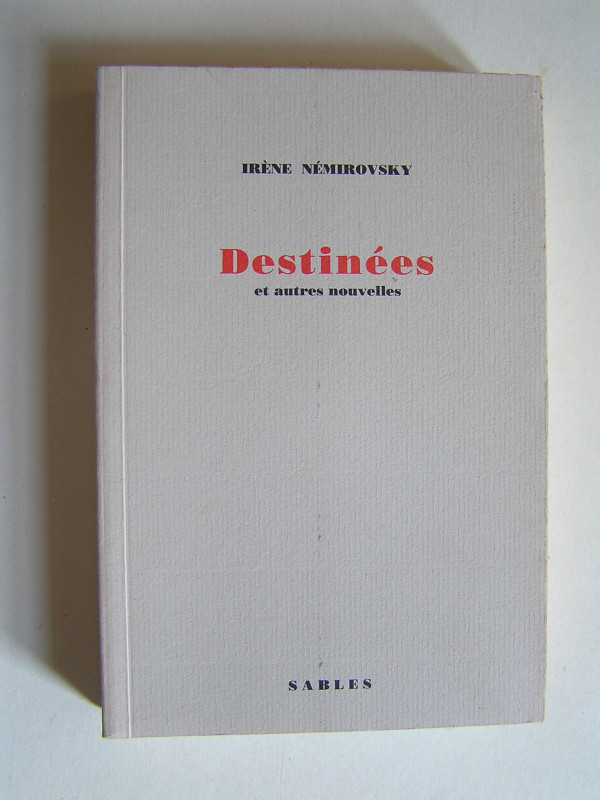 IRÈNE NÉMIROVSKY
Destinées
et autres nouvelles
SABLES